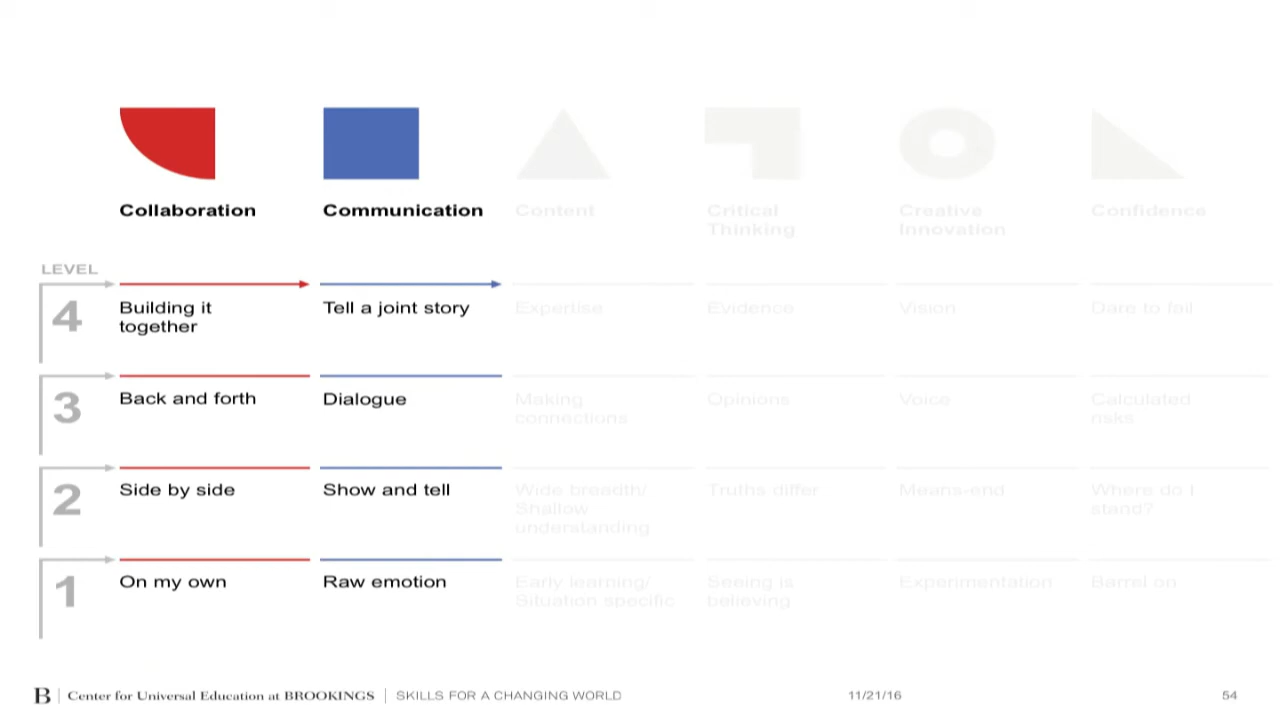 Collaboration
Communication
Content
Critical
Thinking
Creative
Innovation
Confidence
LEVEL
4
Building it
together
Tell a joint story
Expertise
Evidence
Vision
Dare to fail
3
Back and forth
Dialogue
Making
connections
Opinions
Voice
Calculated
risks
2
Side by side
Show and tell
Wide breadth/
Shallow
understanding
Truths differ
Means-end
Where do I
stand?
1
On my own
Raw emotion
Early learning/
Situation specific
Seeing is
believing
Experimentation
Barrel on
B Center for Universal Education at BROOKINGS SKILLS FOR A CHANGING WORLD 11/21/16 54